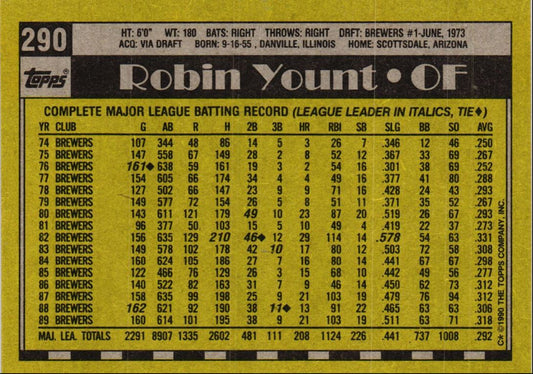 290
HT: 6'0" WT: 180 BATS: RIGHT THROWS: RIGHT DRFT: BREWERS #1-JUNE, 1973
ACQ: VIA DRAFT BORN: 9-16-55, DANVILLE, ILLINOIS HOME: SCOTTSDALE, ARIZONA
Topps
Robin Yount • OF
COMPLETE MAJOR LEAGUE BATTING RECORD (LEAGUE LEADER IN ITALICS, TIE♦)
YR CLUB G AB R H 2B 3B HR RBI SB SLG BB SO AVG
74 BREWERS 107 344 48 86 14 5 3 26 7 .346 12 46 .250
75 BREWERS 147 558 67 149 28 2 8 52 12 .367 33 69 .267
76 BREWERS 161♦ 638 59 161 19 3 2 54 16 .301 38 69 .252
77 BREWERS 154 605 66 174 34 4 4 49 16 .377 41 80 .288
78 BREWERS 127 502 66 147 23 9 9 71 16 .428 24 43 .293
79 BREWERS 149 577 72 154 26 5 8 51 11 .371 35 52 .267
80 BREWERS 143 611 121 179 49 10 23 87 20 .519 26 67 .293
81 BREWERS 96 377 50 103 15 5 10 49 4 .419 22 37 .273
82 BREWERS 156 635 129 210 46♦ 12 29 114 14 .578 54 63 .331
83 BREWERS 149 578 102 178 42 10 17 80 12 .503 72 58 .308
84 BREWERS 160 624 105 186 27 7 16 80 14 .441 67 67 .298
85 BREWERS 122 466 76 129 26 3 15 68 10 .442 49 56 .277
86 BREWERS 140 522 82 163 31 7 9 46 14 .450 62 73 .312
87 BREWERS 158 635 99 198 25 9 21 103 19 .479 76 94 .312
88 BREWERS 162 621 92 190 38 11♦ 13 91 22 .465 63 63 .306
89 BREWERS 160 614 101 195 38 9 21 103 19 .511 63 71 .318
MAJ. LEA. TOTALS 2291 8907 1335 2602 481 111 208 1124 226 .441 737 1008 .292
C# ©1990 THE TOPPS COMPANY, INC.